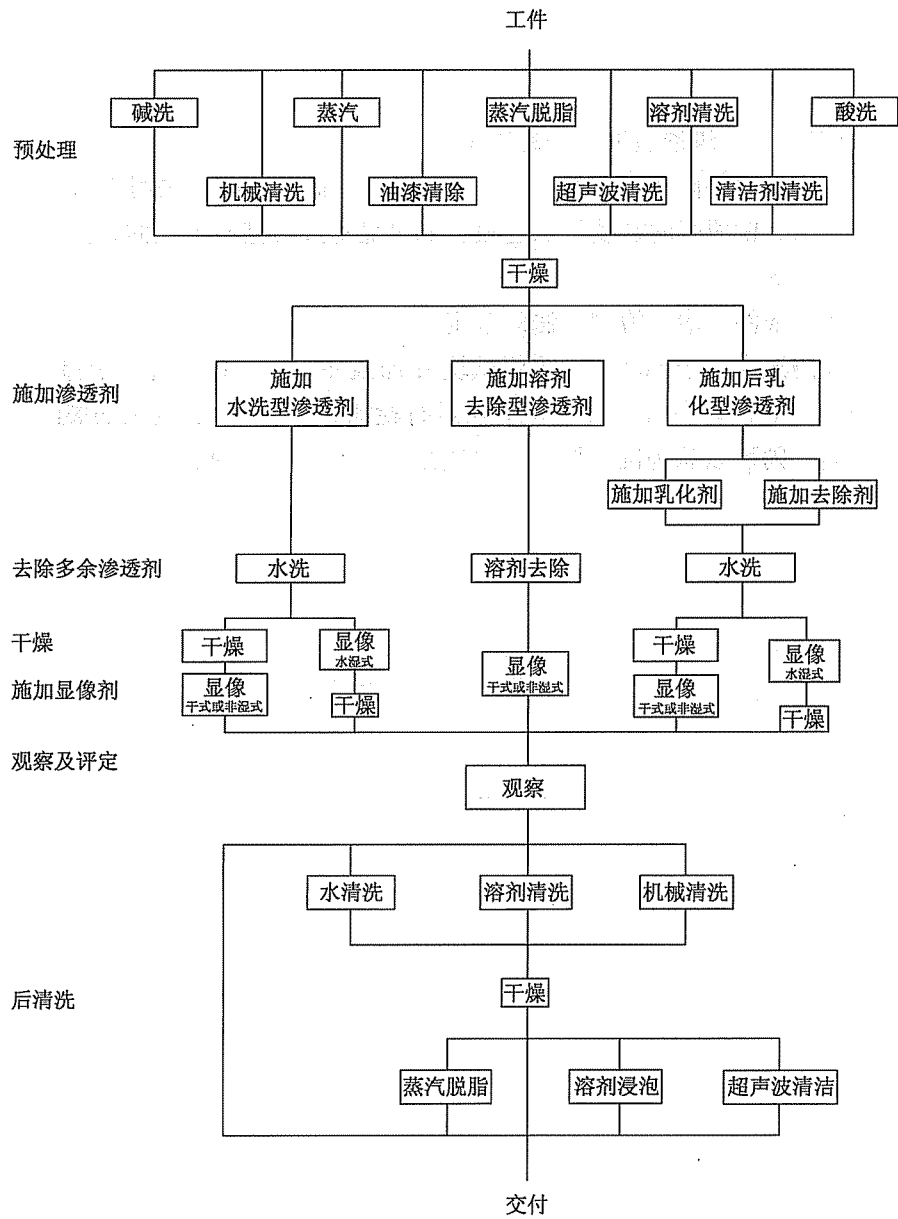 工件
碱洗
蒸汽
蒸汽脱脂
溶剂清洗
酸洗
预处理
机械清洗
油漆清除
超声波清洗
清洁剂清洗
干燥
施加渗透剂
施加
水洗型渗透剂
施加溶剂
去除型渗透剂
施加后乳
化型渗透剂
施加乳化剂
施加去除剂
去除多余渗透剂
水洗
溶剂去除
水洗
干燥
干燥
显像
水湿式
干燥
显像
水湿式
施加显像剂
显像
干式或非湿式
干燥
显像
干式或非湿式
显像
干式或非湿式
干燥
观察及评定
观察
水清洗
溶剂清洗
机械清洗
后清洗
干燥
蒸汽脱脂
溶剂浸泡
超声波清洁
交付